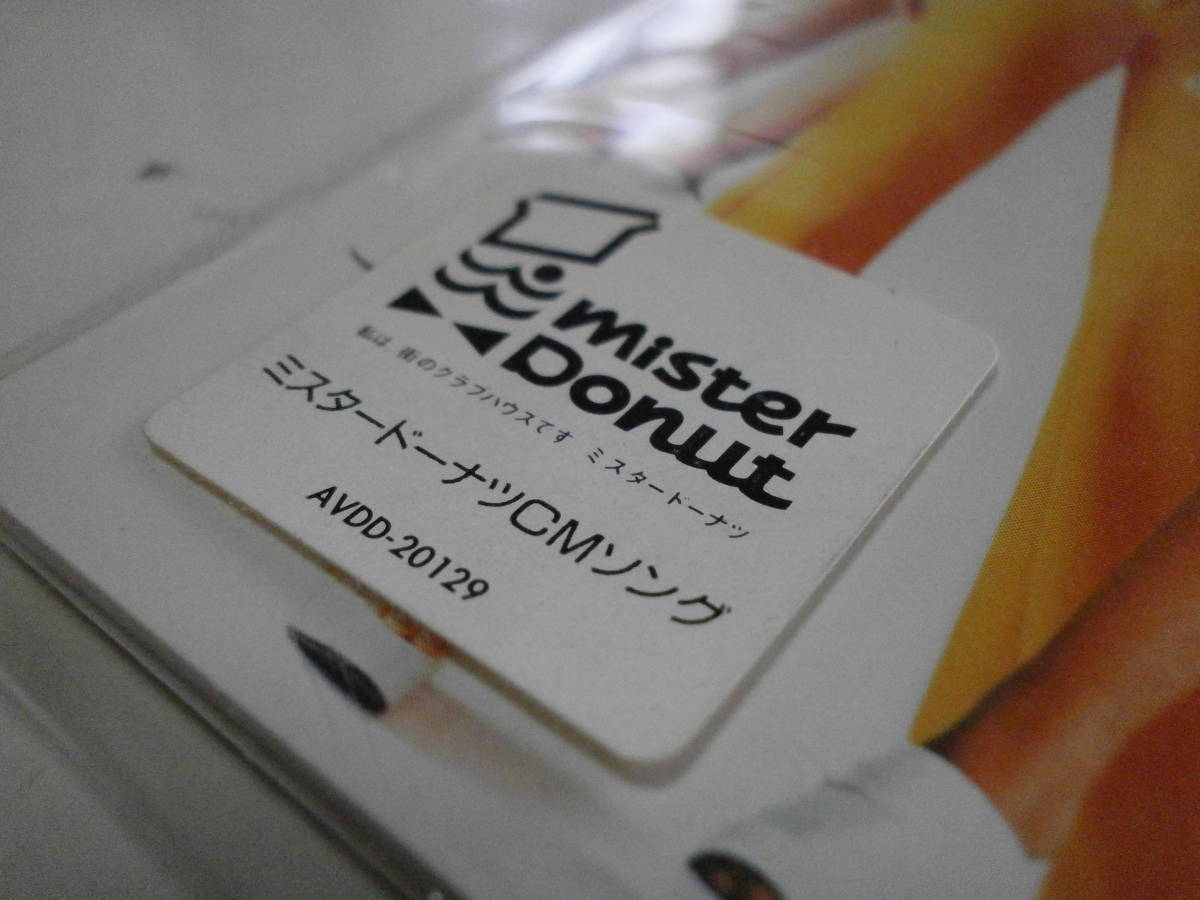 mister
Donut
私は、街のクラフハウスです ミスタードーナツ
ミスタードーナツCMソング
AVDD-20129